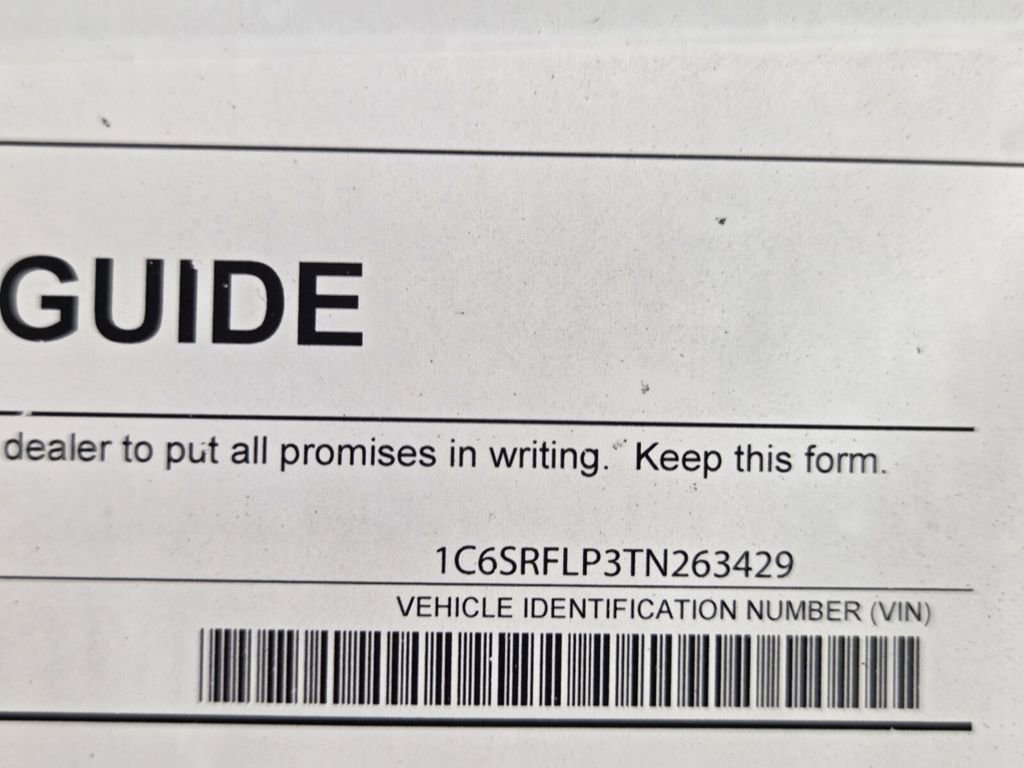 GUIDE
dealer to put all promises in writing. Keep this form.
1C6SRFLP3TN263429
VEHICLE IDENTIFICATION NUMBER (VIN)